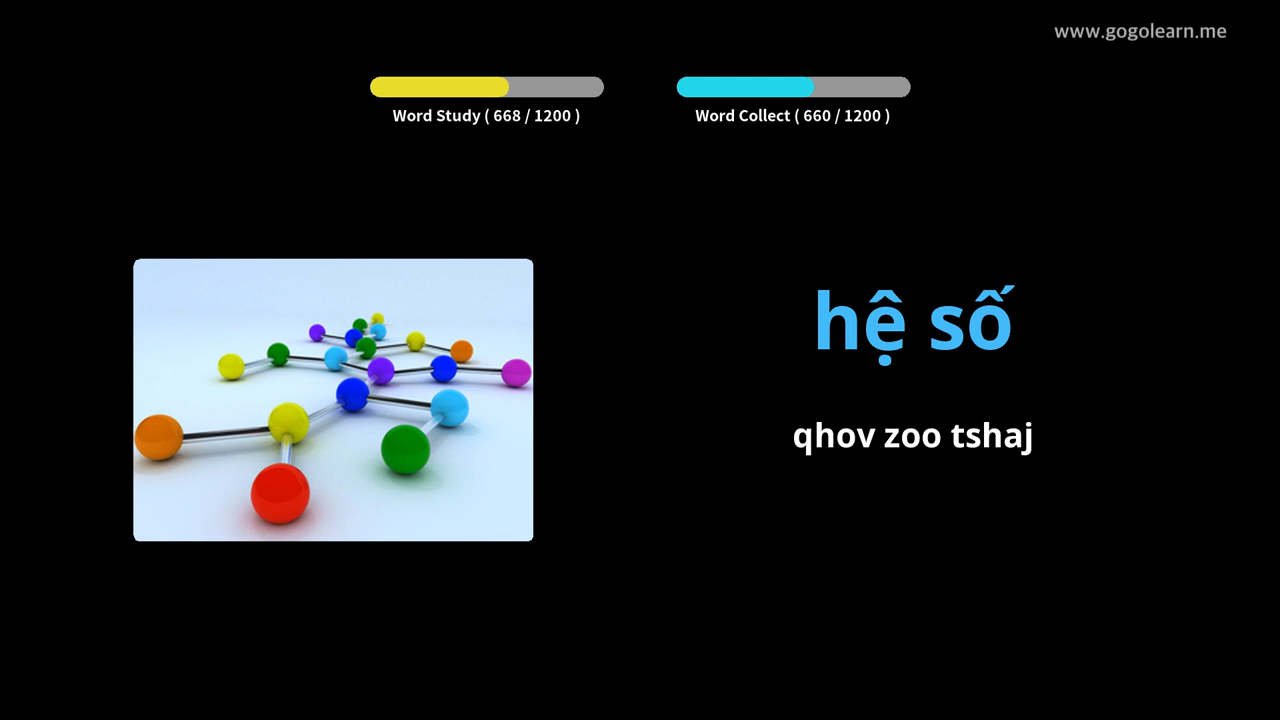 www.gogolearn.me
Word Study ( 668 / 1200 )
Word Collect ( 660 / 1200 )
hệ số
qhov zoo tshaj